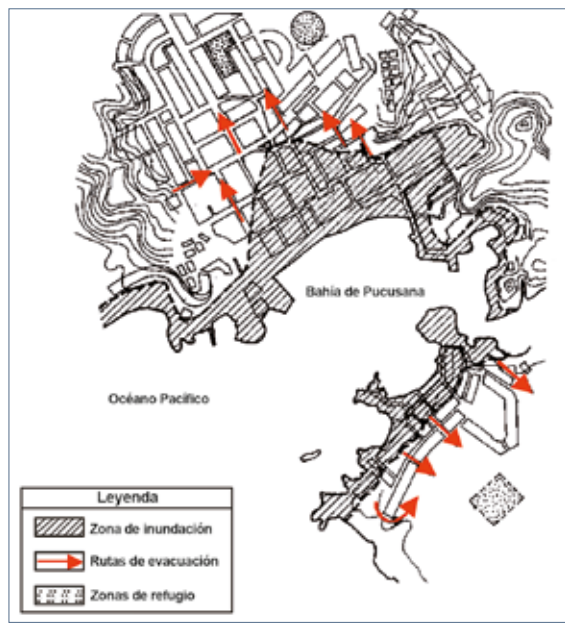 Bahía de Pucusana
Océano Pacífico
Leyenda
Zona de inundación
Rutas de evacuación
Zonas de refugio